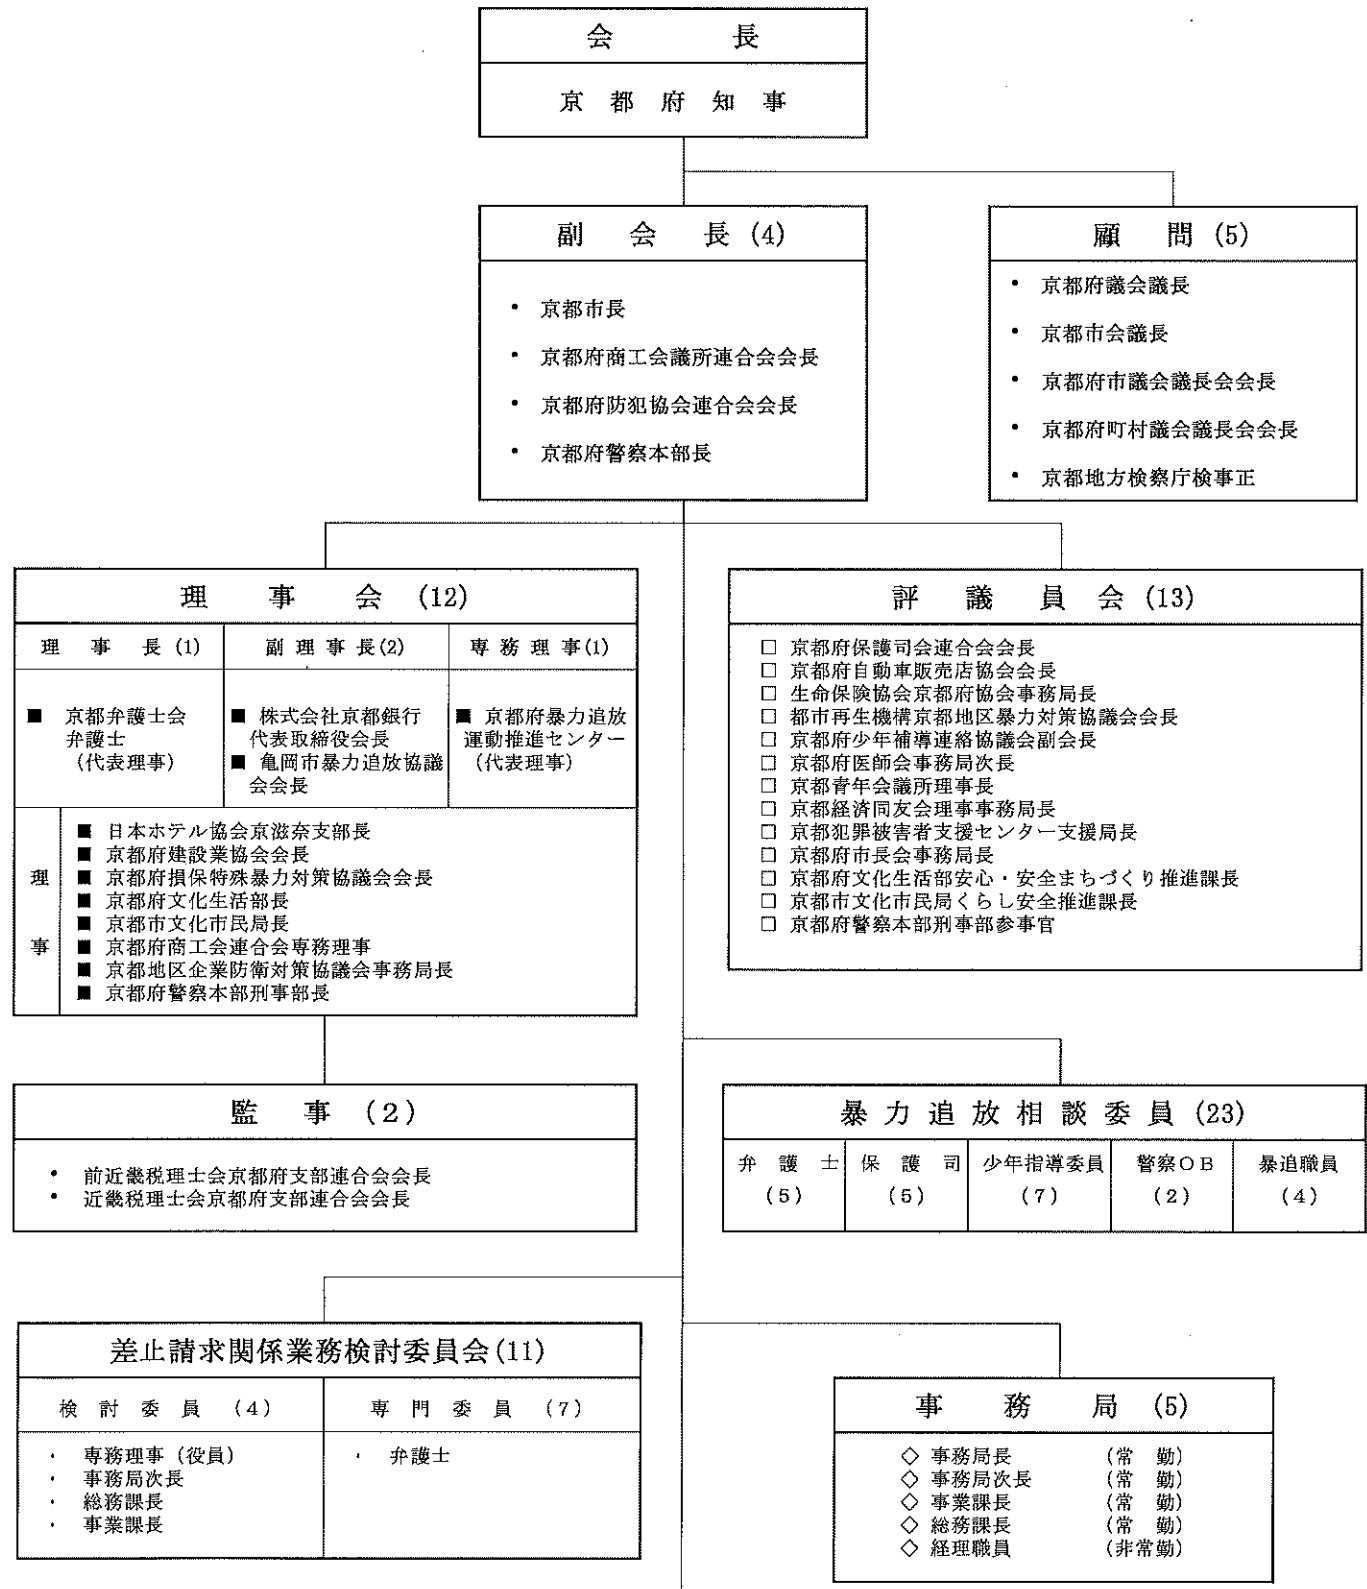 会長
京都府知事
副会長(4)
・ 京都市長
・ 京都府商工会議所連合会会長
・ 京都府防犯協会連合会会長
・ 京都府警察本部長
顧問(5)
・ 京都府議会議長
・ 京都市会議長
・ 京都府市議会議長会会長
・ 京都府町村議会議長会会長
・ 京都地方検察庁検事正
理事会(12)
理事長(1)
■ 京都弁護士会
弁護士
(代表理事)
副理事長(2)
■ 株式会社京都銀行
代表取締役会長
■ 亀岡市暴力追放協議
会会長
専務理事(1)
■ 京都府暴力追放
運動推進センター
(代表理事)
理事
■ 日本ホテル協会京滋奈支部長
■ 京都府建設業協会会長
■ 京都府損保特殊暴力対策協議会会長
■ 京都府文化生活部長
■ 京都市文化市民局長
■ 京都府商工会連合会専務理事
■ 京都地区企業防衛対策協議会事務局長
■ 京都府警察本部刑事部長
評議員会(13)
□ 京都府保護司会連合会会長
□ 京都府自動車販売店協会会長
□ 生命保険協会京都府協会事務局長
□ 都市再生機構京都地区暴力対策協議会会長
□ 京都府少年補導連絡協議会副会長
□ 京都府医師会事務局次長
□ 京都青年会議所理事長
□ 京都経済同友会理事事務局長
□ 京都犯罪被害者支援センター支援局長
□ 京都府市長会事務局長
□ 京都府文化生活部安心・安全まちづくり推進課長
□ 京都市文化市民局くらし安全推進課長
□ 京都府警察本部刑事部参事官
監事(2)
・ 前近畿税理士会京都府支部連合会会長
・ 近畿税理士会京都府支部連合会会長
暴力追放相談委員(23)
弁護士
(5)
保護司
(5)
少年指導委員
(7)
警察OB
(2)
暴追職員
(4)
差止請求関係業務検討委員会(11)
検討委員(4)
・ 専務理事(役員)
・ 事務局次長
・ 総務課長
・ 事業課長
専門委員(7)
・ 弁護士
事務局(5)
◇ 事務局長 (常勤)
◇ 事務局次長 (常勤)
◇ 事業課長 (常勤)
◇ 総務課長 (常勤)
◇ 経理職員 (非常勤)